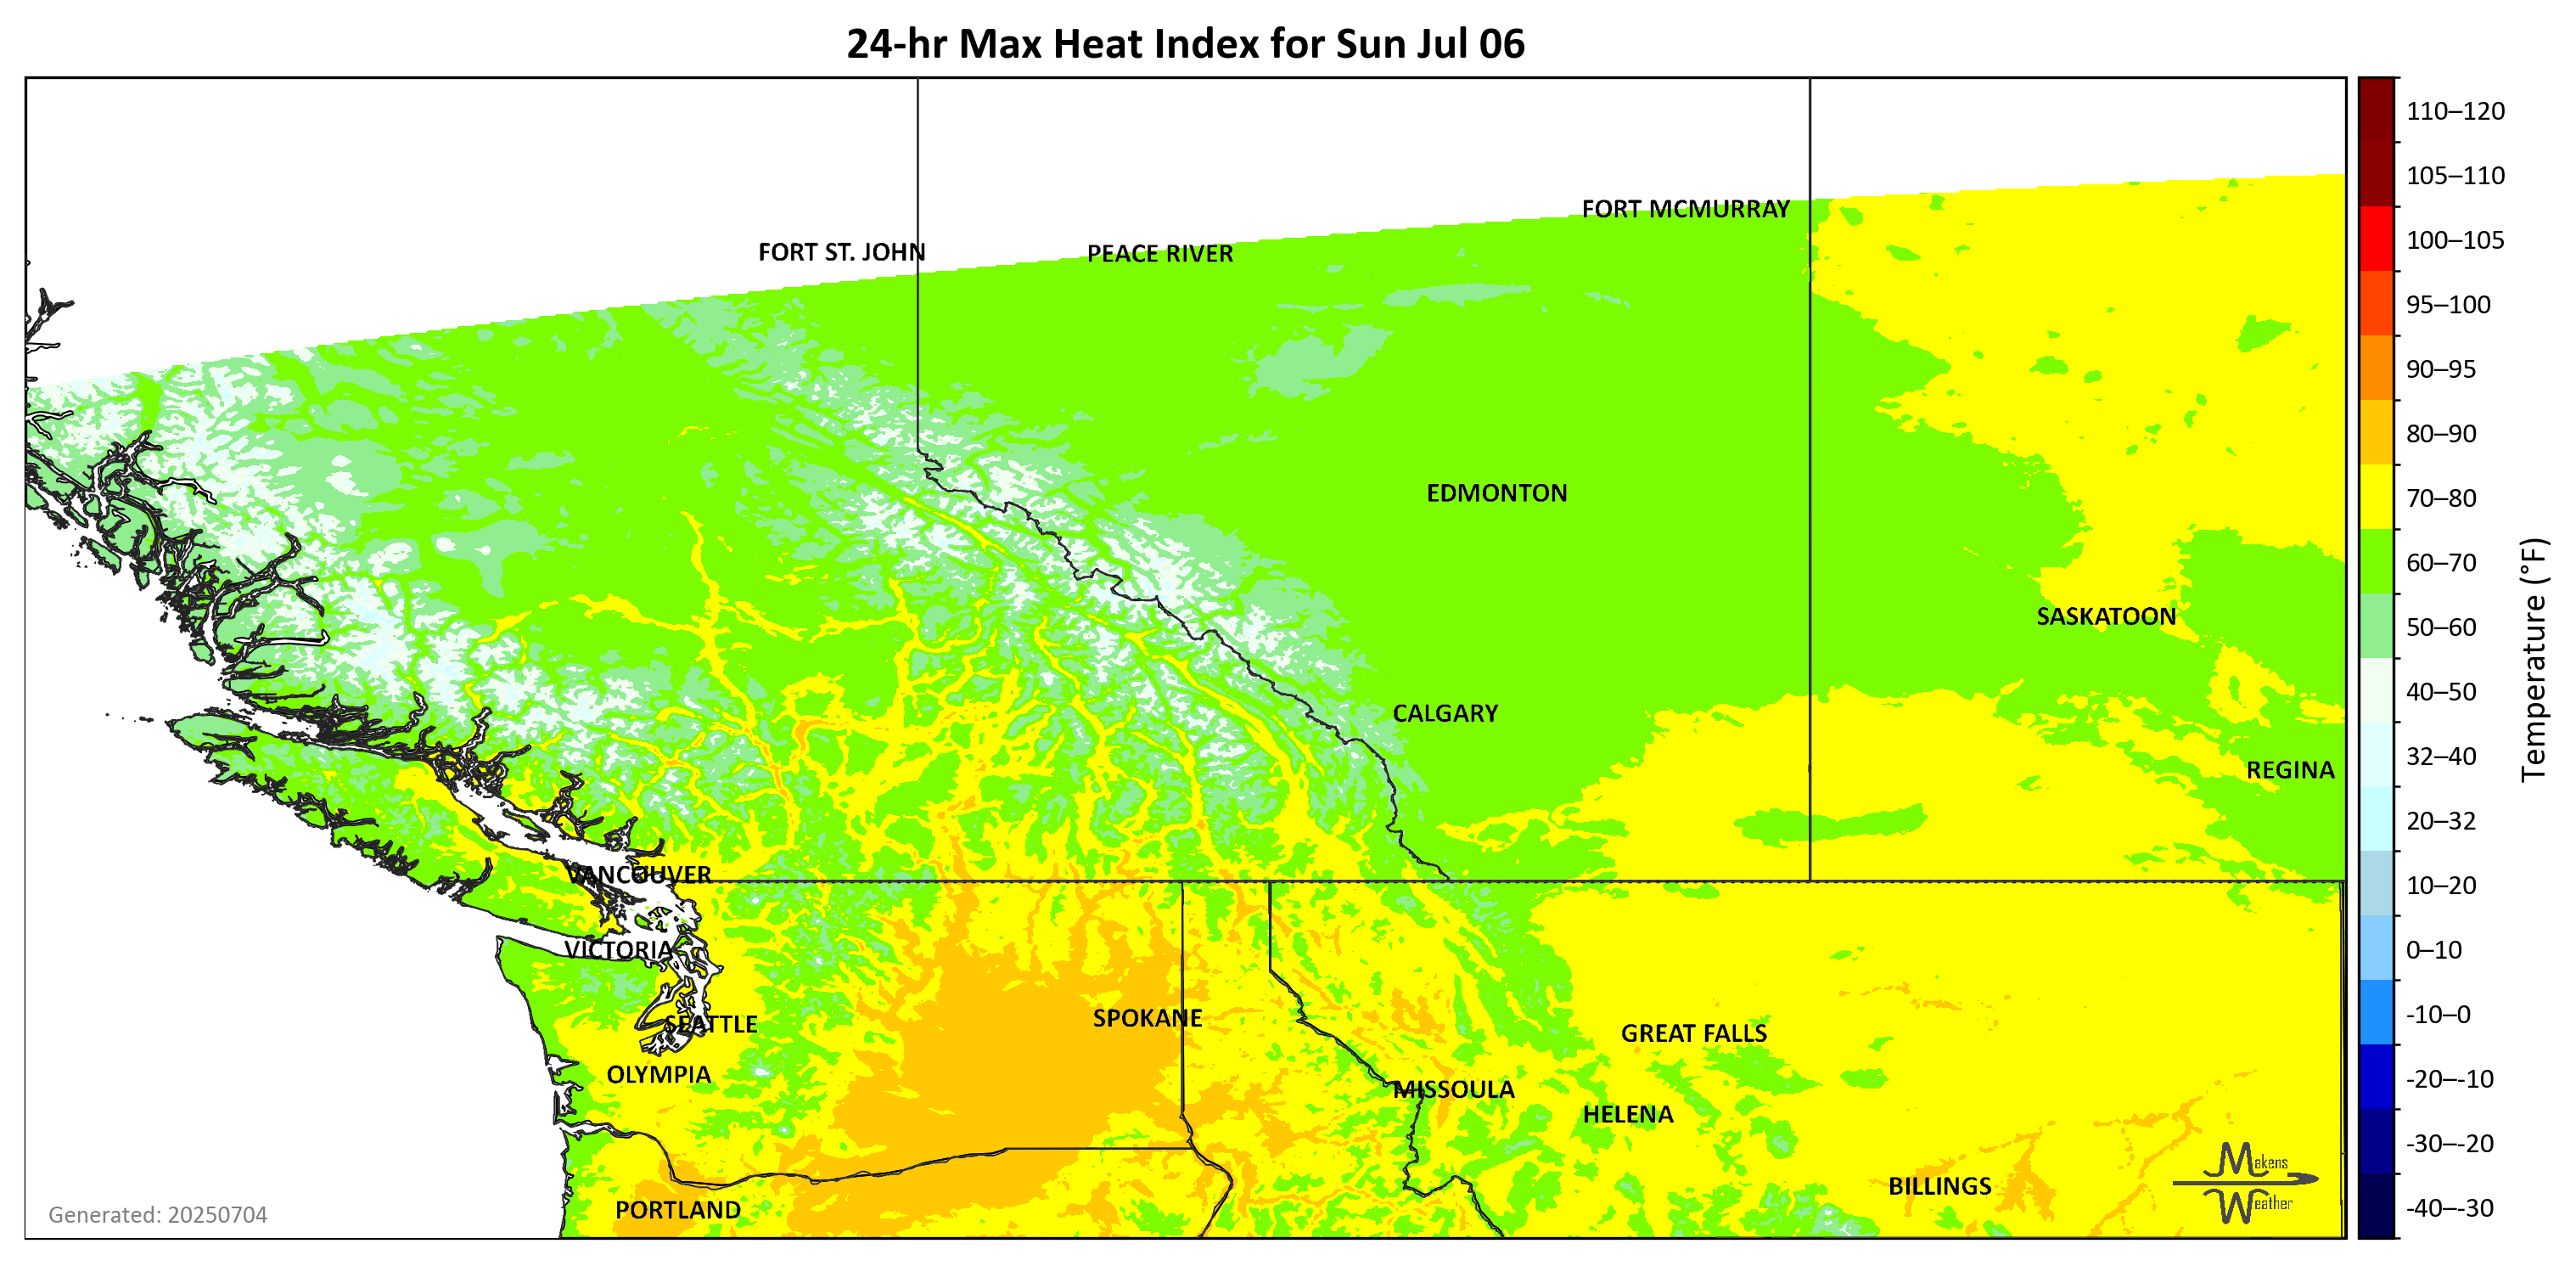 24-hr Max Heat Index for Sun Jul 06
FORT MCMURRAY
FORT ST. JOHN
PEACE RIVER
EDMONTON
SASKATOON
CALGARY
REGINA
VANCOUVER
VICTORIA
SEATTLE
SPOKANE
GREAT FALLS
OLYMPIA
MISSOULA
HELENA
BILLINGS
PORTLAND
Makens
Weather
Generated: 20250704
110–120
105–110
100–105
95–100
90–95
80–90
70–80
60–70
50–60
40–50
32–40
20–32
10–20
0–10
-10–0
-20–-10
-30–-20
-40–-30
Temperature (°F)